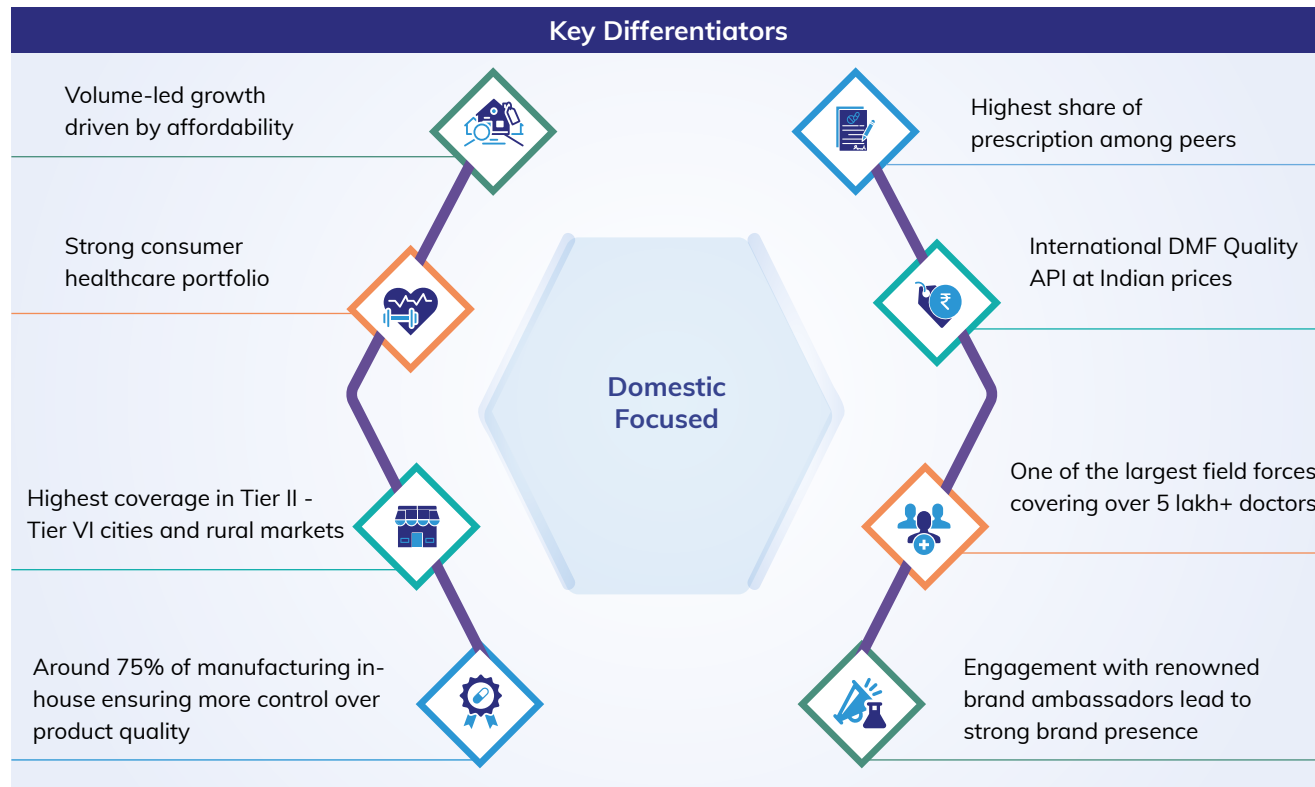 Key Differentiators
Volume-led growth
driven by affordability
Strong consumer
healthcare portfolio
Highest coverage in Tier II -
Tier VI cities and rural markets
Around 75% of manufacturing in-
house ensuring more control over
product quality
Domestic
Focused
Highest share of
prescription among peers
International DMF Quality
API at Indian prices
₹
One of the largest field forces
covering over 5 lakh+ doctors
Engagement with renowned
brand ambassadors lead to
strong brand presence